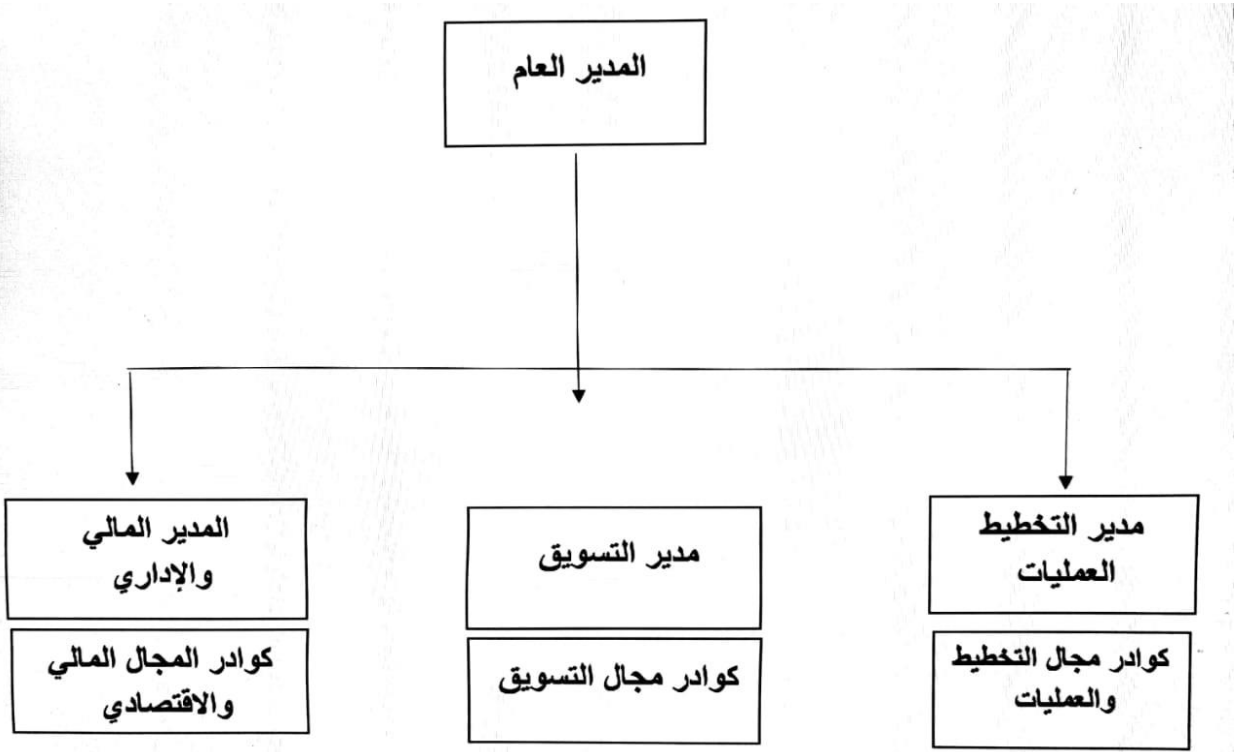 المدير العام
مدير التخطيط
العمليات
كوادر مجال التخطيط
والعمليات
مدير التسويق
كوادر مجال التسويق
المدير المالي
والإداري
كوادر المجال المالي
والاقتصادي